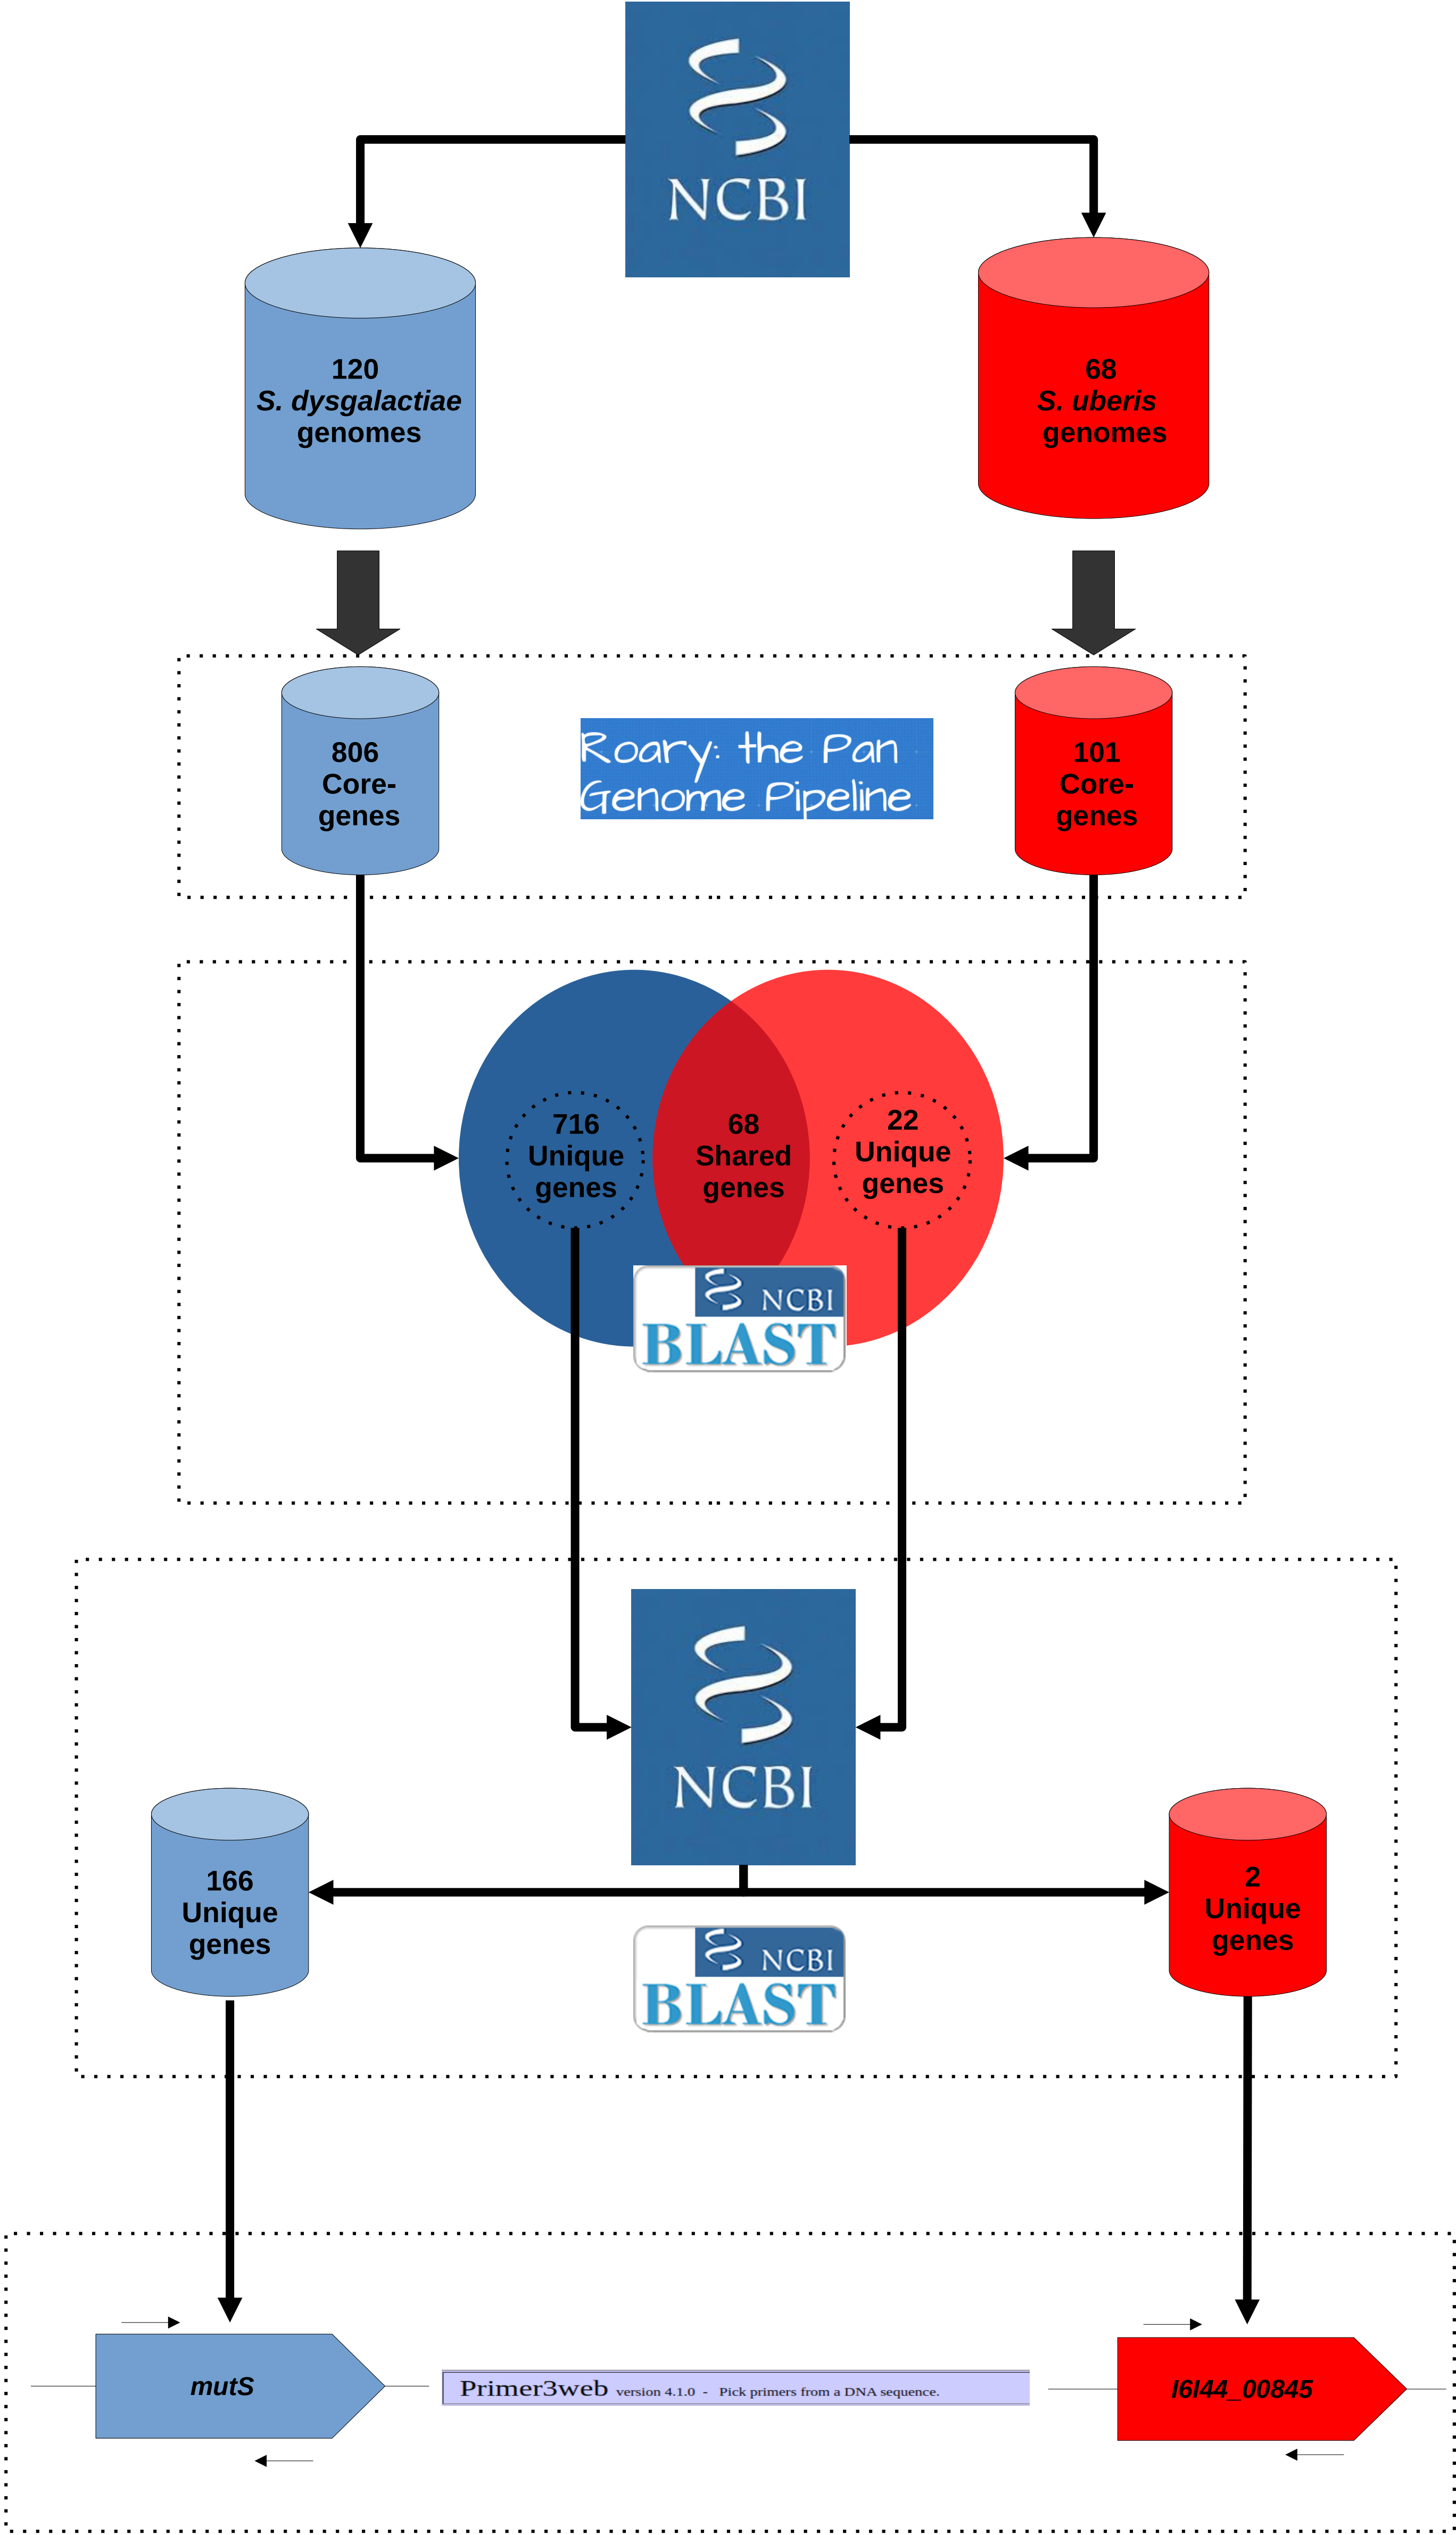 NCBI
120
S. dysgalactiae
genomes
68
S. uberis
genomes
806
Core-
genes
Roary: the Pan
Genome Pipeline
101
Core-
genes
716
Unique
genes
68
Shared
genes
22
Unique
genes
NCBI
BLAST
NCBI
166
Unique
genes
2
Unique
genes
NCBI
BLAST
mutS
Primer3web version 4.1.0 - Pick primers from a DNA sequence.
I6I44_00845